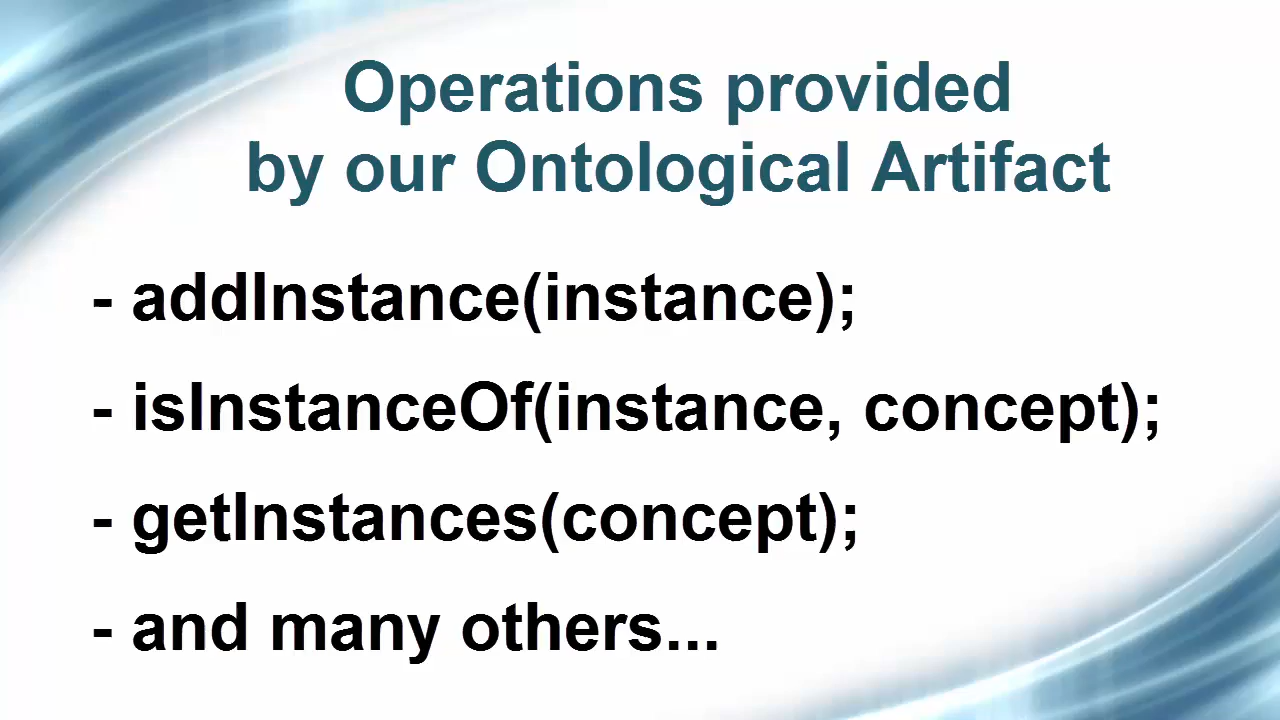 Operations provided
by our Ontological Artifact
- addInstance(instance);
- isInstanceOf(instance, concept);
- getInstances(concept);
- and many others...